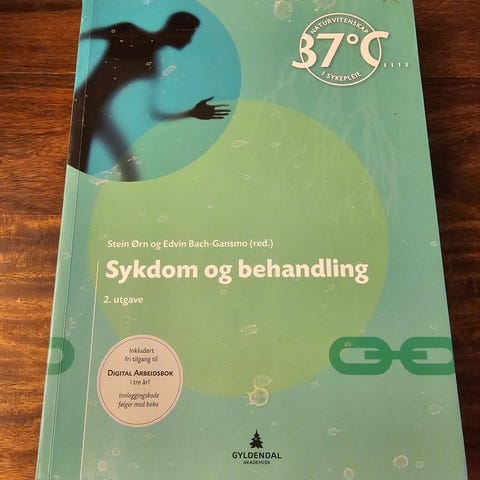 NATURVITENSKAP
37°C
I SYKEPLEIE
Stein Ørn og Edvin Bach-Gansmo (red.)
Sykdom og behandling
2. utgave
Inkludert
fri tilgang til
DIGITAL ARBEIDSBOK
i tre år!
Innloggingskode
følger med boka
GYLDENDAL
AKADEMISK